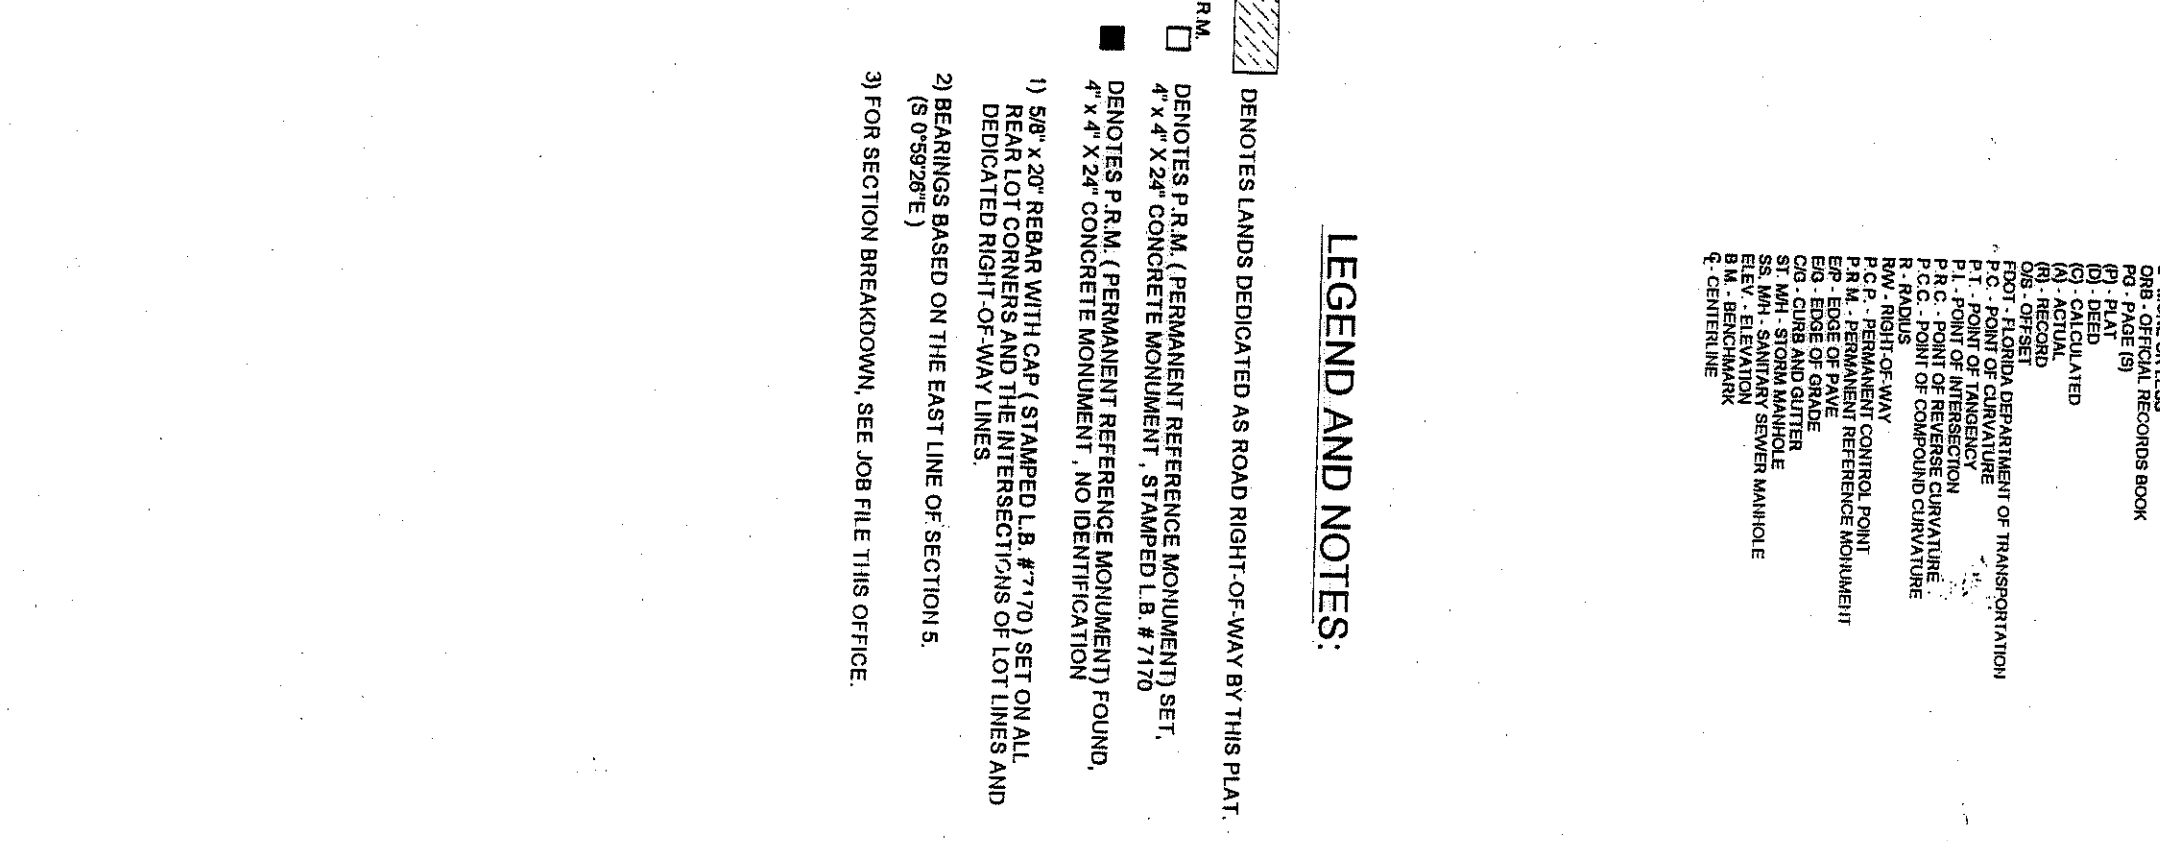 ORB - OFFICIAL RECORDS BOOK
PG - PAGE (S)
(P) - PLAT
(D) - DEED
(C) - CALCULATED
(A) - ACTUAL
(R) - RECORD
O/S - OFFSET
FDOT - FLORIDA DEPARTMENT OF TRANSPORTATION
P.C. - POINT OF CURVATURE
P.T. - POINT OF TANGENCY
P.I. - POINT OF INTERSECTION
P.R.C. - POINT OF REVERSE CURVATURE
P.C.C. - POINT OF COMPOUND CURVATURE
R - RADIUS
R/W - RIGHT-OF-WAY
P.C.P. - PERMANENT CONTROL POINT
P.R.M. - PERMANENT REFERENCE MONUMENT
E/P - EDGE OF PAVE
E/G - EDGE OF GRADE
C/G - CURB AND GUTTER
ST. M/H - STORM MANHOLE
SS. M/H - SANITARY SEWER MANHOLE
ELEV. - ELEVATION
B.M. - BENCHMARK
℄ - CENTERLINE
LEGEND AND NOTES:
DENOTES LANDS DEDICATED AS ROAD RIGHT-OF-WAY BY THIS PLAT.
R.M.
DENOTES P.R.M. ( PERMANENT REFERENCE MONUMENT) SET,
4" x 4" X 24" CONCRETE MONUMENT , STAMPED L.B. # 7170
DENOTES P.R.M. ( PERMANENT REFERENCE MONUMENT) FOUND,
4" x 4" X 24" CONCRETE MONUMENT , NO IDENTIFICATION
1) 5/8" x 20" REBAR WITH CAP ( STAMPED L.B. #7170 ) SET ON ALL
REAR LOT CORNERS AND THE INTERSECTIONS OF LOT LINES AND
DEDICATED RIGHT-OF-WAY LINES.
2) BEARINGS BASED ON THE EAST LINE OF SECTION 5.
(S 0°59'26"E )
3) FOR SECTION BREAKDOWN, SEE JOB FILE THIS OFFICE.